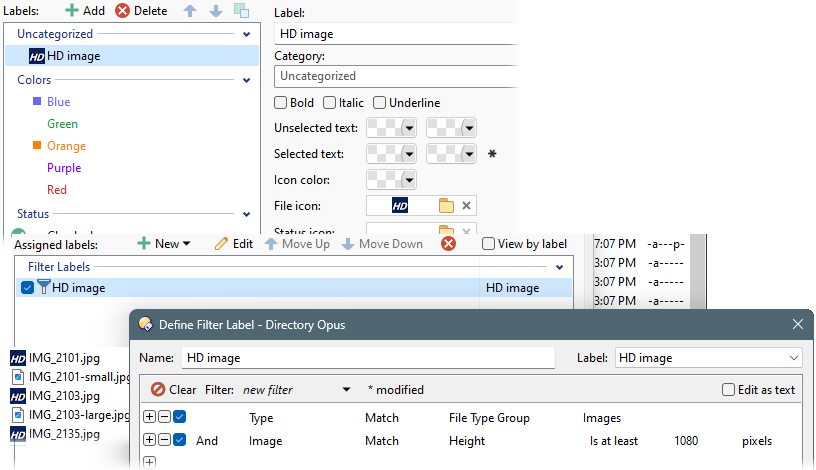 Labels: Add Delete
Uncategorized
HD HD image
Colors
Blue
Green
Orange
Purple
Red
Status
Label:
HD image
Category:
Uncategorized
Bold Italic Underline
Unselected text:
Selected text: *
Icon color:
File icon: HD
Status icon:
Assigned labels: New Edit Move Up Move Down View by label
Filter Labels
HD image HD image
7:07 PM -a---p-
3:07 PM -a-----
3:07 PM -a-----
3:07 PM -a-----
HD IMG_2101.jpg
IMG_2101-small.jpg
HD IMG_2103.jpg
IMG_2103-large.jpg
HD IMG_2135.jpg
Define Filter Label - Directory Opus
Name: HD image Label: HD image
Clear Filter: new filter * modified Edit as text
Type Match File Type Group Images
And Image Match Height Is at least 1080 pixels